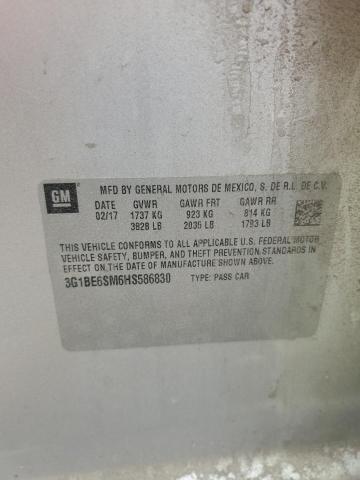 GM
MFD BY GENERAL MOTORS DE MEXICO, S. DE R.L. DE C.V.
DATE GVWR GAWR FRT GAWR RR
02/17 1737 KG 923 KG 814 KG
3828 LB 2035 LB 1793 LB
THIS VEHICLE CONFORMS TO ALL APPLICABLE U.S. FEDERAL MOTOR
VEHICLE SAFETY, BUMPER, AND THEFT PREVENTION STANDARDS
IN EFFECT ON THE DATE OF MANUFACTURE SHOWN ABOVE.
3G1BE6SM6HS586830 TYPE: PASS CAR